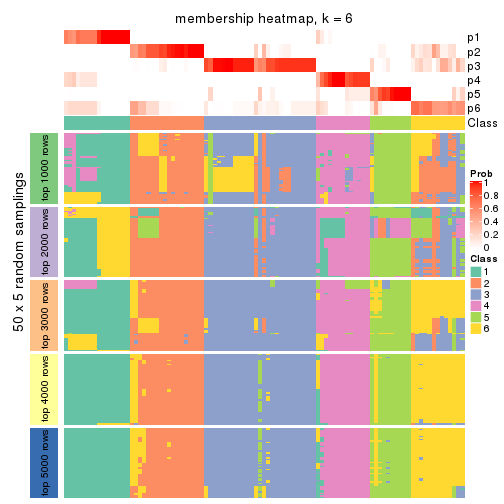 membership heatmap, k = 6
p1
p2
p3
p4
p5
p6
Class
50 x 5 random samplings
top 1000 rows
top 2000 rows
top 3000 rows
top 4000 rows
top 5000 rows
Prob
1
0.8
0.6
0.4
0.2
0
Class
1
2
3
4
5
6